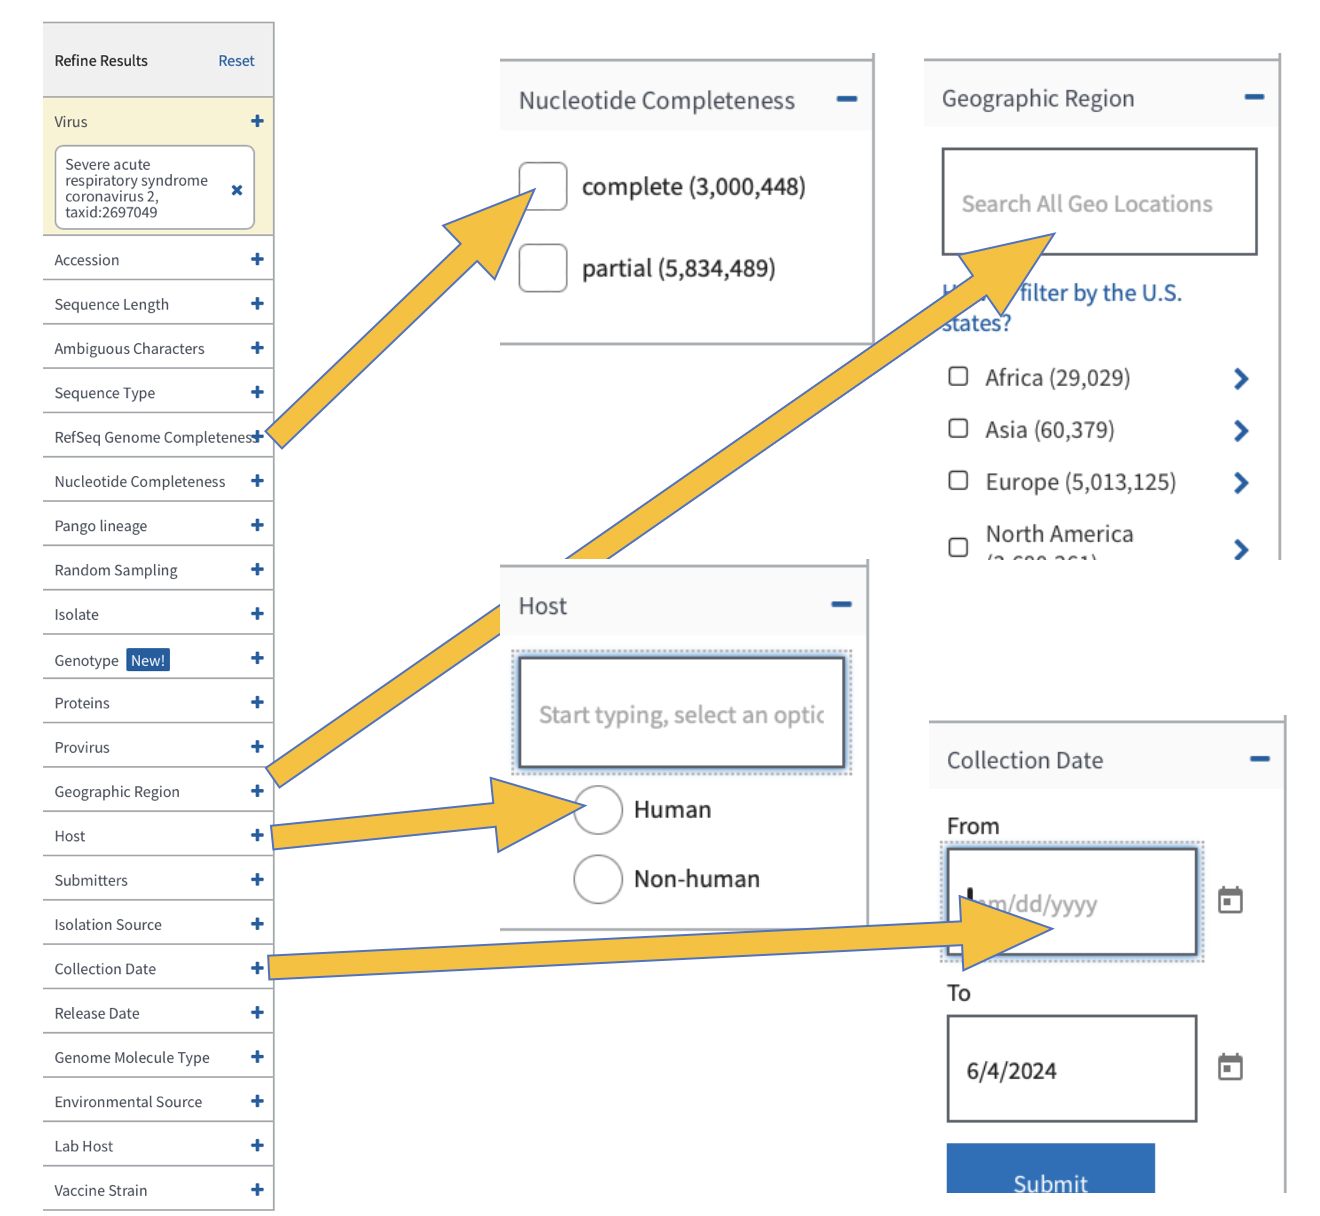 Refine Results Reset
Virus
Severe acute
respiratory syndrome
coronavirus 2,
taxid:2697049
Accession
Sequence Length
Ambiguous Characters
Sequence Type
RefSeq Genome Completeness
Nucleotide Completeness
Pango lineage
Random Sampling
Isolate
Genotype New!
Proteins
Provirus
Geographic Region
Host
Submitters
Isolation Source
Collection Date
Release Date
Genome Molecule Type
Environmental Source
Lab Host
Vaccine Strain
Nucleotide Completeness
complete (3,000,448)
partial (5,834,489)
Geographic Region
Search All Geo Locations
filter by the U.S.
states?
Africa (29,029)
Asia (60,379)
Europe (5,013,125)
North America
Host
Start typing, select an optic
Human
Non-human
Collection Date
From
mm/dd/yyyy
To
6/4/2024
Submit